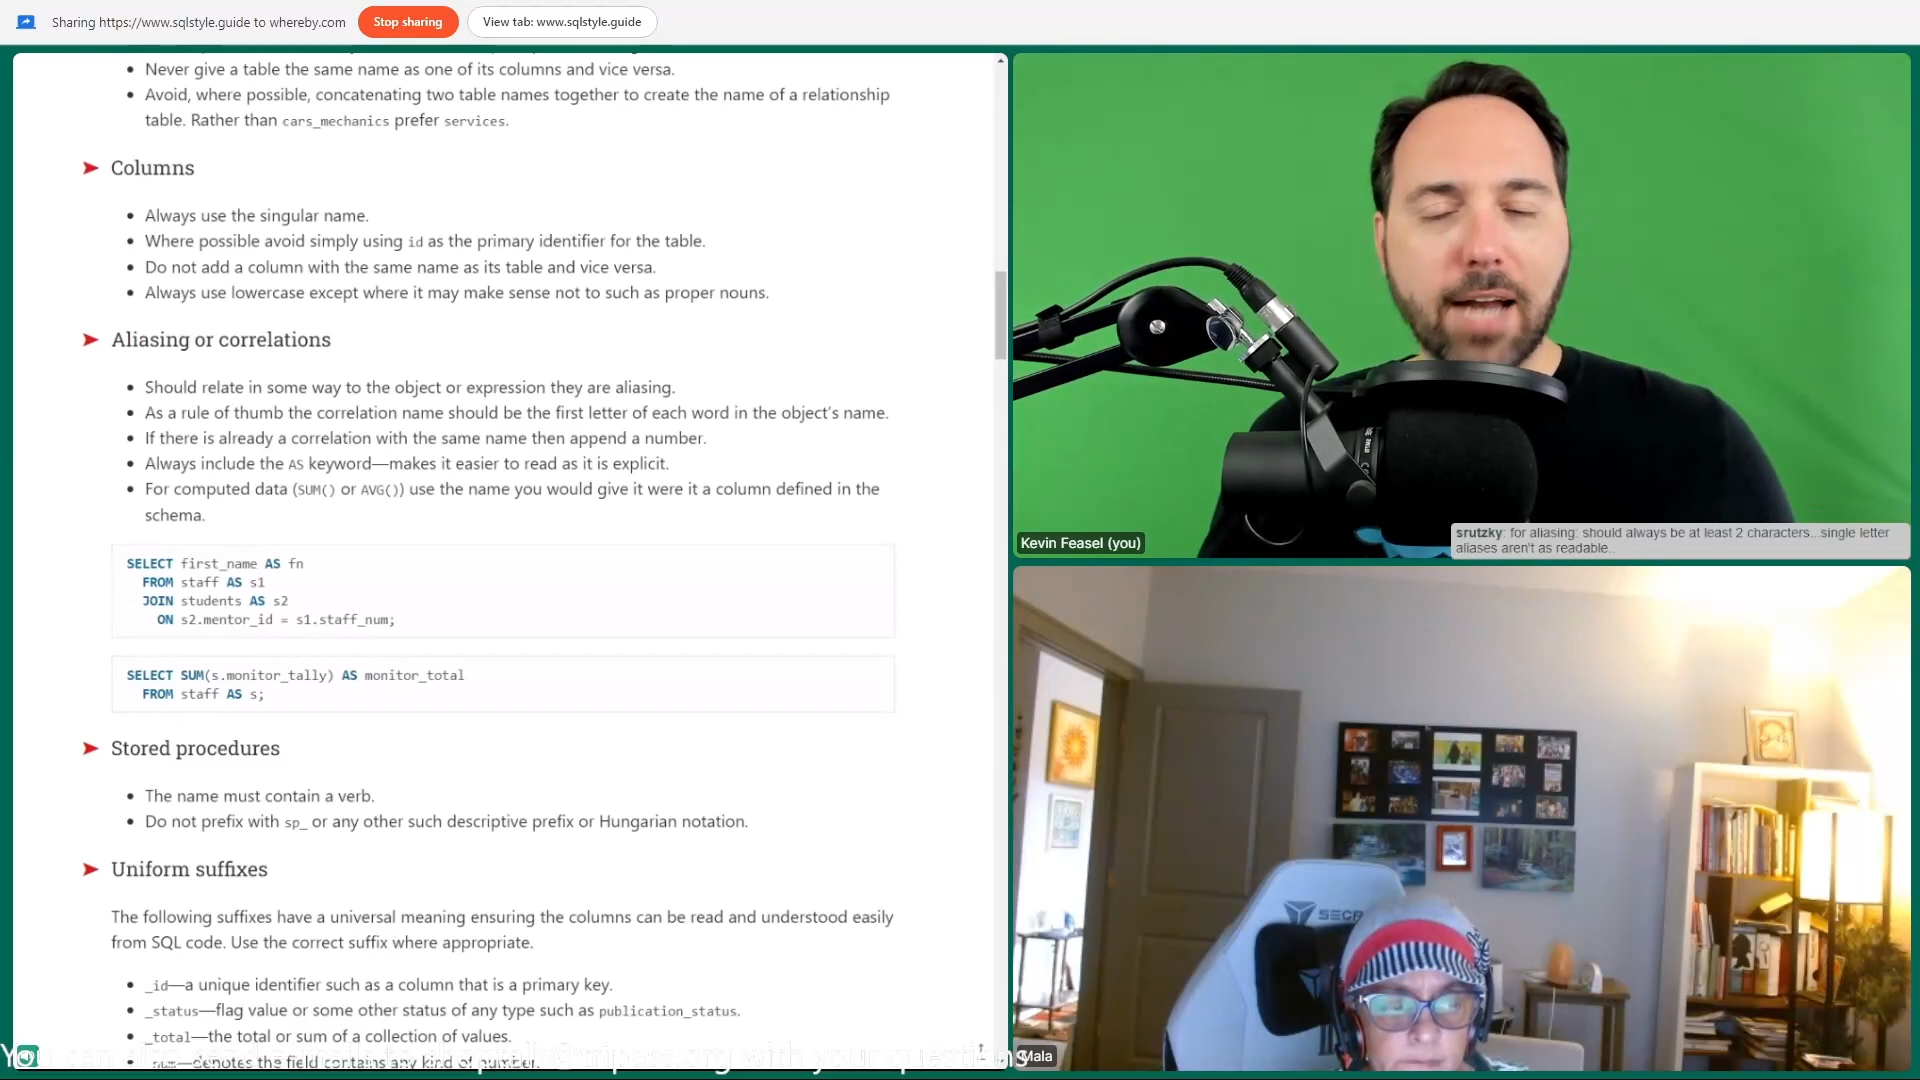 Sharing https://www.sqlstyle.guide to whereby.com
Stop sharing
View tab: www.sqlstyle.guide
Never give a table the same name as one of its columns and vice versa.
Avoid, where possible, concatenating two table names together to create the name of a relationship
table. Rather than cars_mechanics prefer services.
Columns
Always use the singular name.
Where possible avoid simply using id as the primary identifier for the table.
Do not add a column with the same name as its table and vice versa.
Always use lowercase except where it may make sense not to such as proper nouns.
Aliasing or correlations
Should relate in some way to the object or expression they are aliasing.
As a rule of thumb the correlation name should be the first letter of each word in the object's name.
If there is already a correlation with the same name then append a number.
Always include the AS keyword—makes it easier to read as it is explicit.
For computed data (SUM() or AVG()) use the name you would give it were it a column defined in the
schema.
SELECT first_name AS fn
FROM staff AS s1
JOIN students AS s2
ON s2.mentor_id = s1.staff_num;
SELECT SUM(s.monitor_tally) AS monitor_total
FROM staff AS s;
Stored procedures
The name must contain a verb.
Do not prefix with sp_ or any other such descriptive prefix or Hungarian notation.
Uniform suffixes
The following suffixes have a universal meaning ensuring the columns can be read and understood easily
from SQL code. Use the correct suffix where appropriate.
_id—a unique identifier such as a column that is a primary key.
_status—flag value or some other status of any type such as publication_status.
_total—the total or sum of a collection of values.
denotes the field contains any kind of number.
You can with your questions
Kevin Feasel (you)
srutzky: for aliasing: should always be at least 2 characters...single letter
aliases aren't as readable..
SECR
Mala